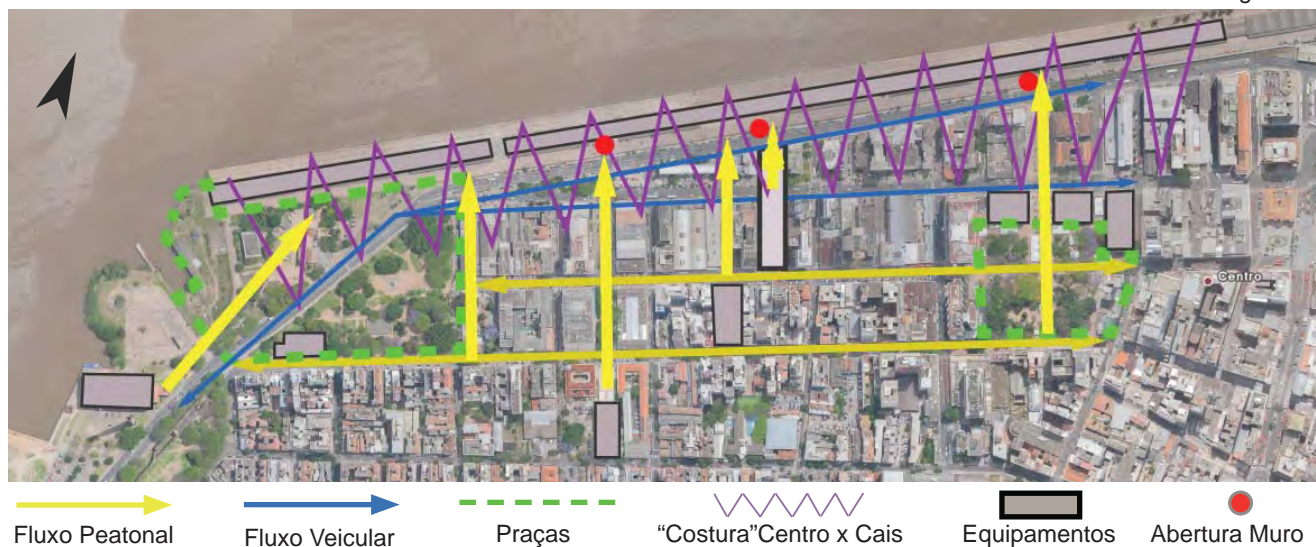 Centro
Fluxo Peatonal
Fluxo Veicular
Praças
“Costura”Centro x Cais
Equipamentos
Abertura Muro